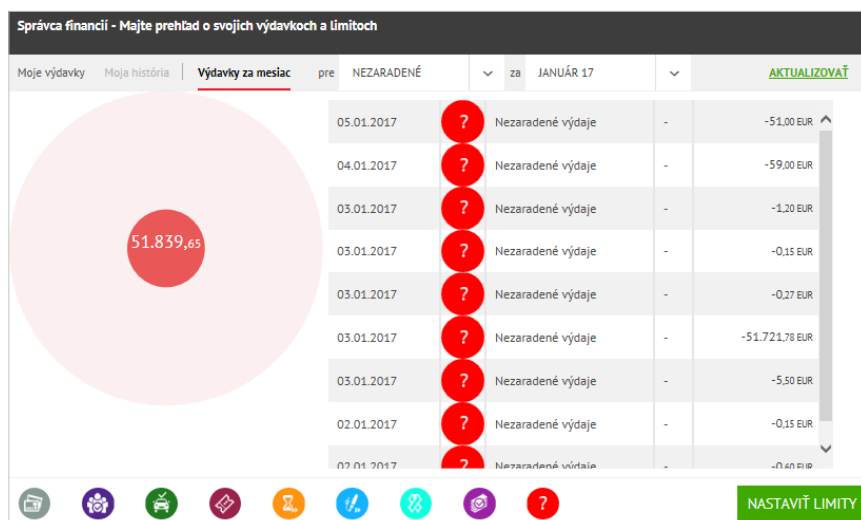 Správca financií - Majte prehľad o svojich výdavkoch a limitoch
Moje výdavky Moja história Výdavky za mesiac pre NEZARADENÉ za JANUÁR 17 AKTUALIZOVAŤ
05.01.2017 ? Nezaradené výdaje - -51,00 EUR
04.01.2017 ? Nezaradené výdaje - -59,00 EUR
03.01.2017 ? Nezaradené výdaje - -1,20 EUR
51.839,65
03.01.2017 ? Nezaradené výdaje - -0,15 EUR
03.01.2017 ? Nezaradené výdaje - -0,27 EUR
03.01.2017 ? Nezaradené výdaje - -51.721,78 EUR
03.01.2017 ? Nezaradené výdaje - -5,50 EUR
02.01.2017 ? Nezaradené výdaje - -0,15 EUR
02.01.2017 ? Nezaradené výdaje - -0,60 EUR
? NASTAVIŤ LIMITY